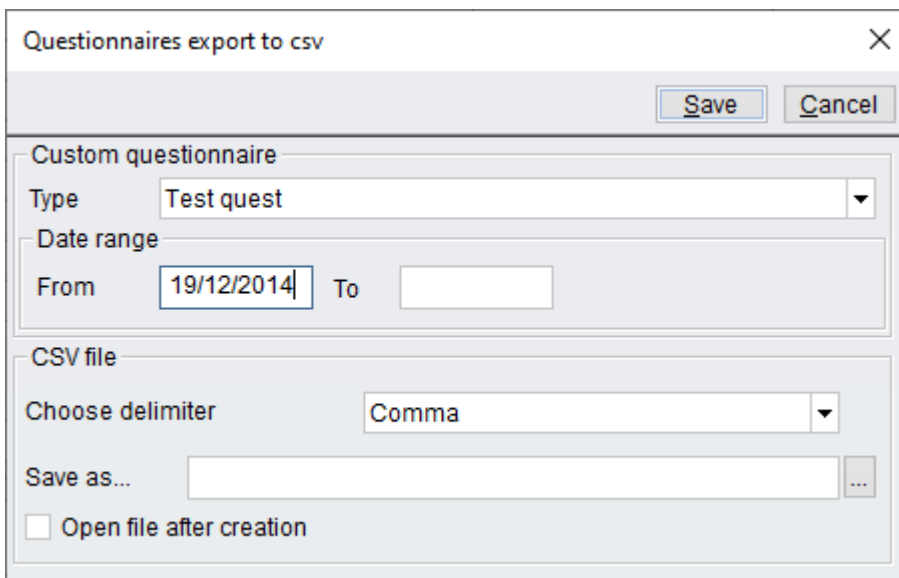 Questionnaires export to csv
Save Cancel
Custom questionnaire
Type Test quest
Date range
From 19/12/2014 To
CSV file
Choose delimiter Comma
Save as... ...
Open file after creation